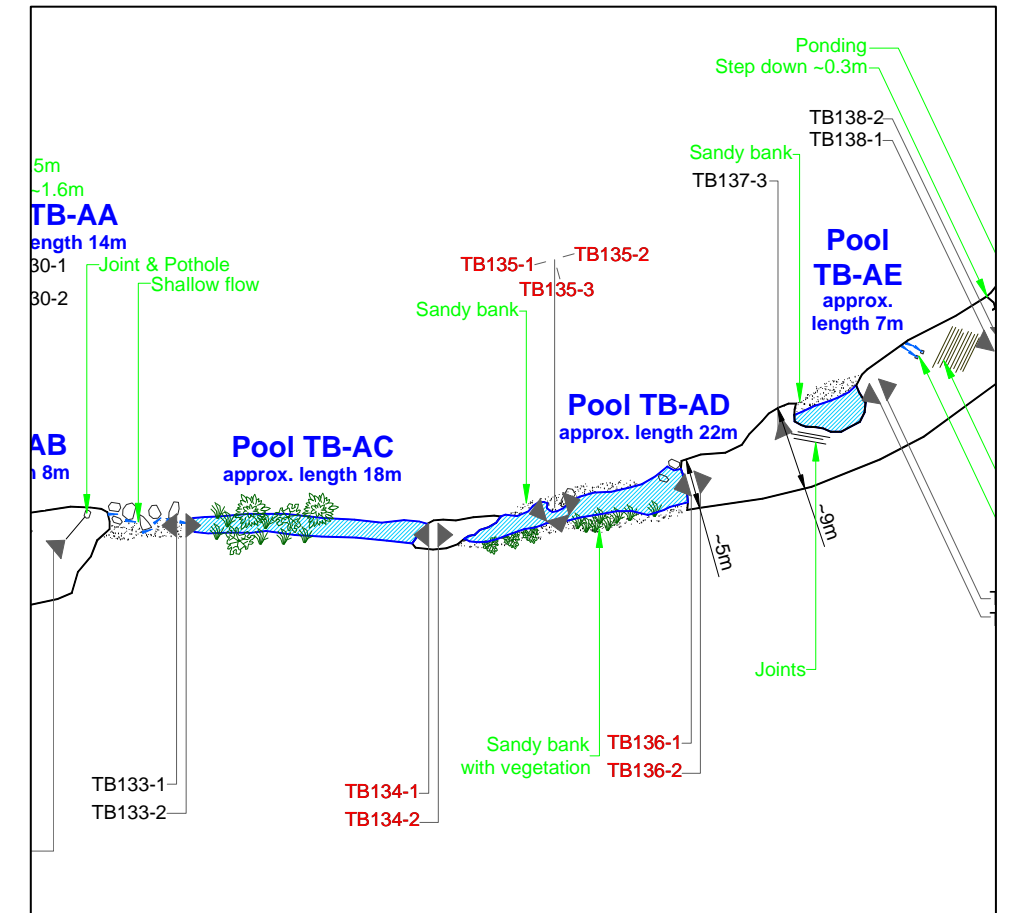 Ponding
Step down ~0.3m
TB138-2
TB138-1
Sandy bank
TB137-3
5m
~1.6m
TB-AA
ength 14m
30-1
30-2
Joint & Pothole
Shallow flow
TB135-1
TB135-2
TB135-3
Sandy bank
Pool
TB-AE
approx.
length 7m
Pool TB-AD
approx. length 22m
AB
8m
Pool TB-AC
approx. length 18m
~5m
~9m
Joints
Sandy bank
with vegetation
TB136-1
TB136-2
TB133-1
TB133-2
TB134-1
TB134-2